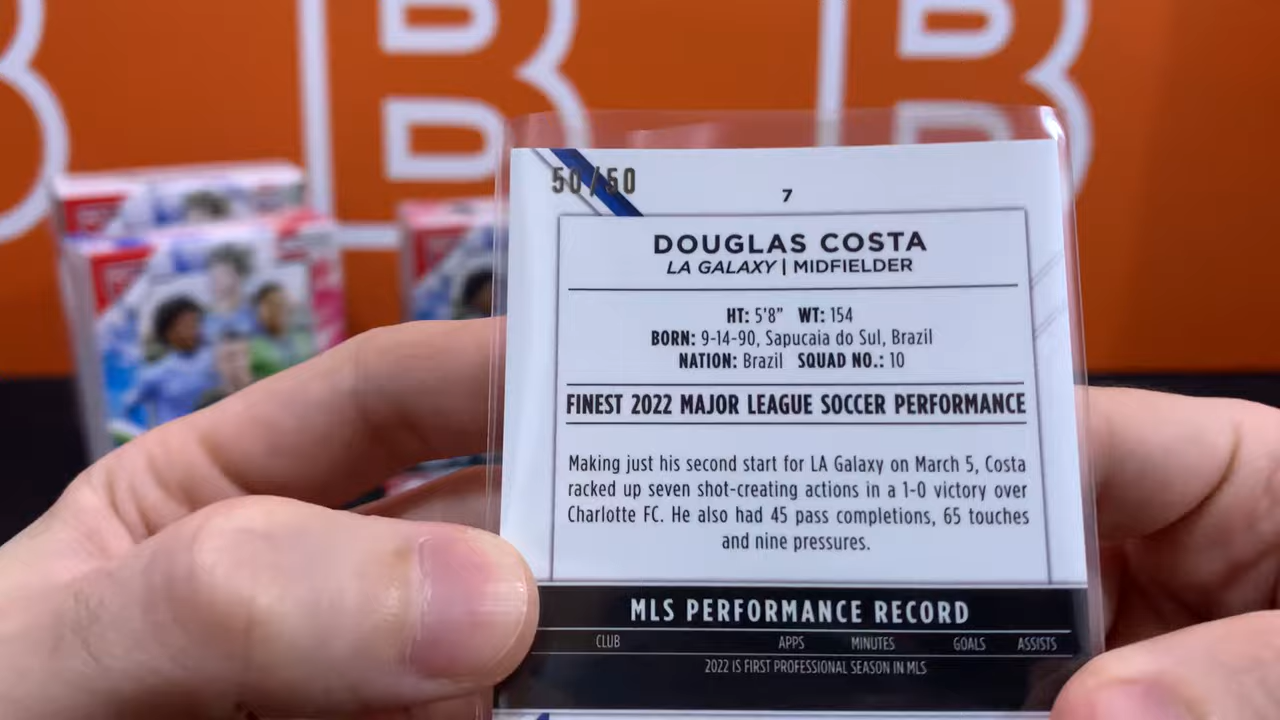 B B
50/50
7
DOUGLAS COSTA
LA GALAXY | MIDFIELDER
HT: 5'8" WT: 154
BORN: 9-14-90, Sapucaia do Sul, Brazil
NATION: Brazil SQUAD NO.: 10
FINEST 2022 MAJOR LEAGUE SOCCER PERFORMANCE
Making just his second start for LA Galaxy on March 5, Costa
racked up seven shot-creating actions in a 1-0 victory over
Charlotte FC. He also had 45 pass completions, 65 touches
and nine pressures.
MLS PERFORMANCE RECORD
CLUB APPS MINUTES GOALS ASSISTS
2022 IS FIRST PROFESSIONAL SEASON IN MLS